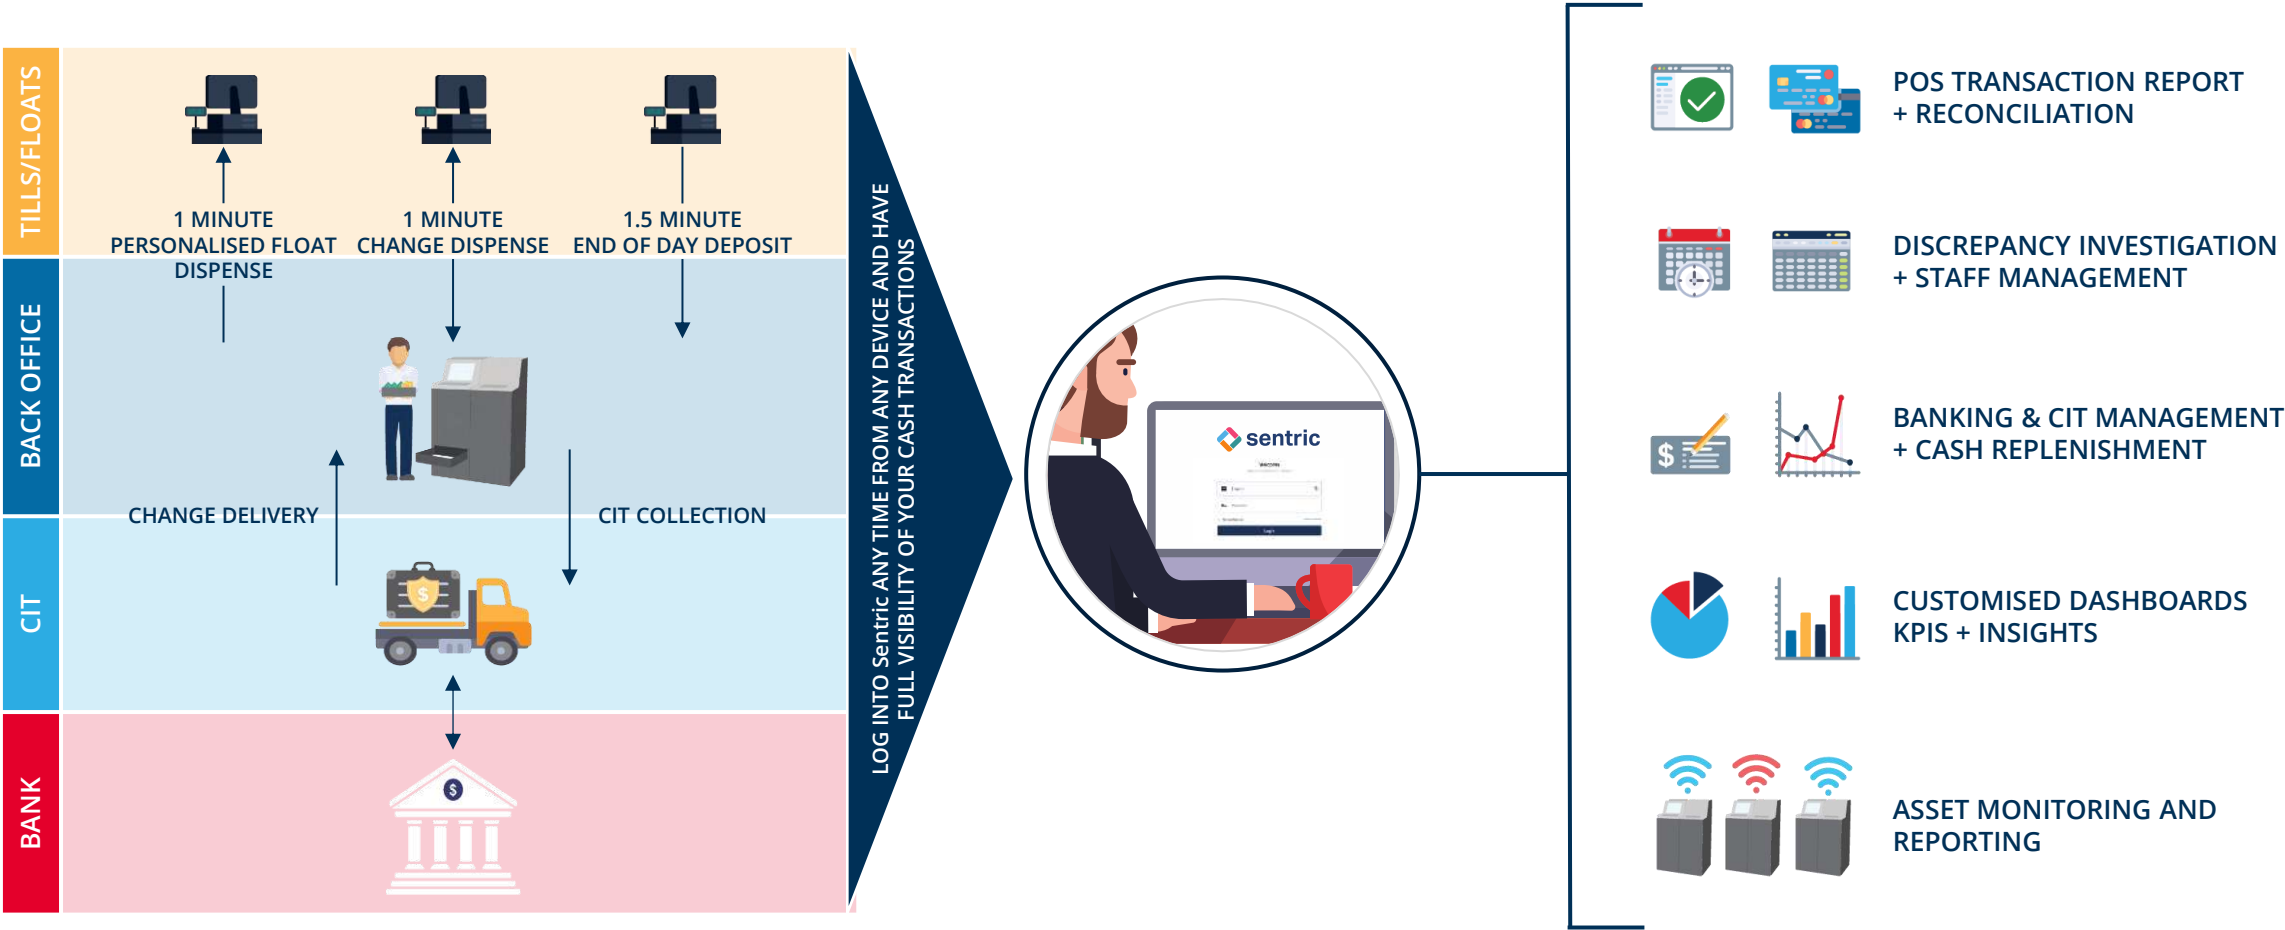 TILLS/FLOATS
1 MINUTE
PERSONALISED FLOAT
DISPENSE
1 MINUTE
CHANGE DISPENSE
1.5 MINUTE
END OF DAY DEPOSIT
BACK OFFICE
CHANGE DELIVERY
CIT COLLECTION
CIT
$
BANK
$
LOG INTO Sentric ANY TIME FROM ANY DEVICE AND HAVE
FULL VISIBILITY OF YOUR CASH TRANSACTIONS
sentric
Welcome
Log In
POS TRANSACTION REPORT
+ RECONCILIATION
DISCREPANCY INVESTIGATION
+ STAFF MANAGEMENT
$
BANKING & CIT MANAGEMENT
+ CASH REPLENISHMENT
CUSTOMISED DASHBOARDS
KPIS + INSIGHTS
ASSET MONITORING AND
REPORTING